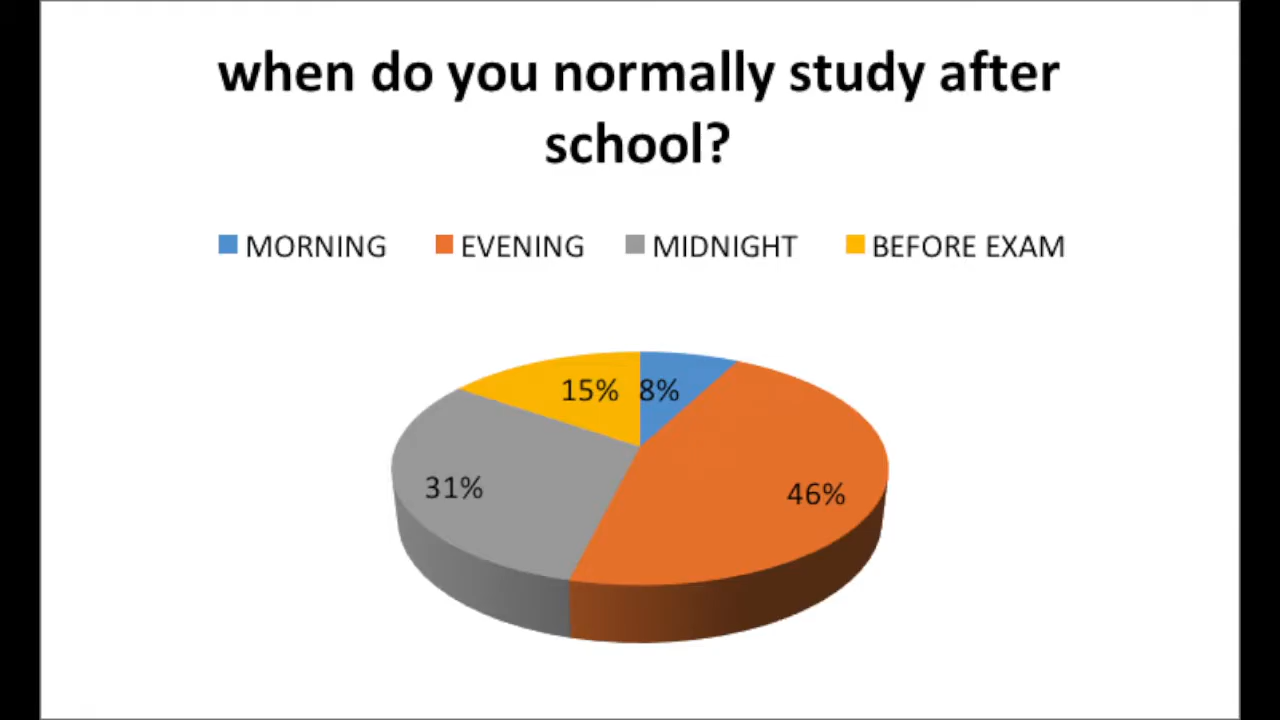 when do you normally study after
school?
MORNING EVENING MIDNIGHT BEFORE EXAM
15% 8%
31%
46%